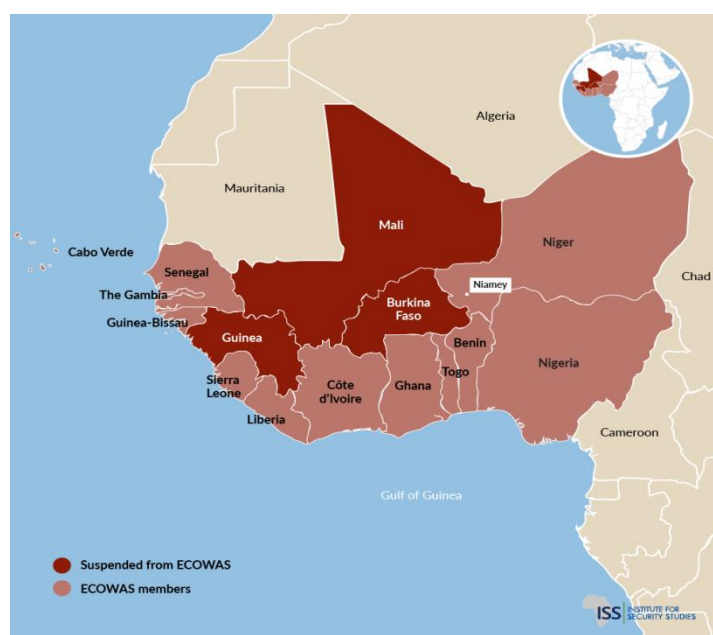 Algeria
Mauritania
Mali
Niger
Cabo Verde
Senegal
Chad
Niamey
The Gambia
Burkina
Faso
Guinea-Bissau
Guinea
Benin
Nigeria
Sierra
Leone
Côte
d'Ivoire
Ghana
Togo
Liberia
Cameroon
Gulf of Guinea
Suspended from ECOWAS
ECOWAS members
ISS
INSTITUTE FOR
SECURITY STUDIES